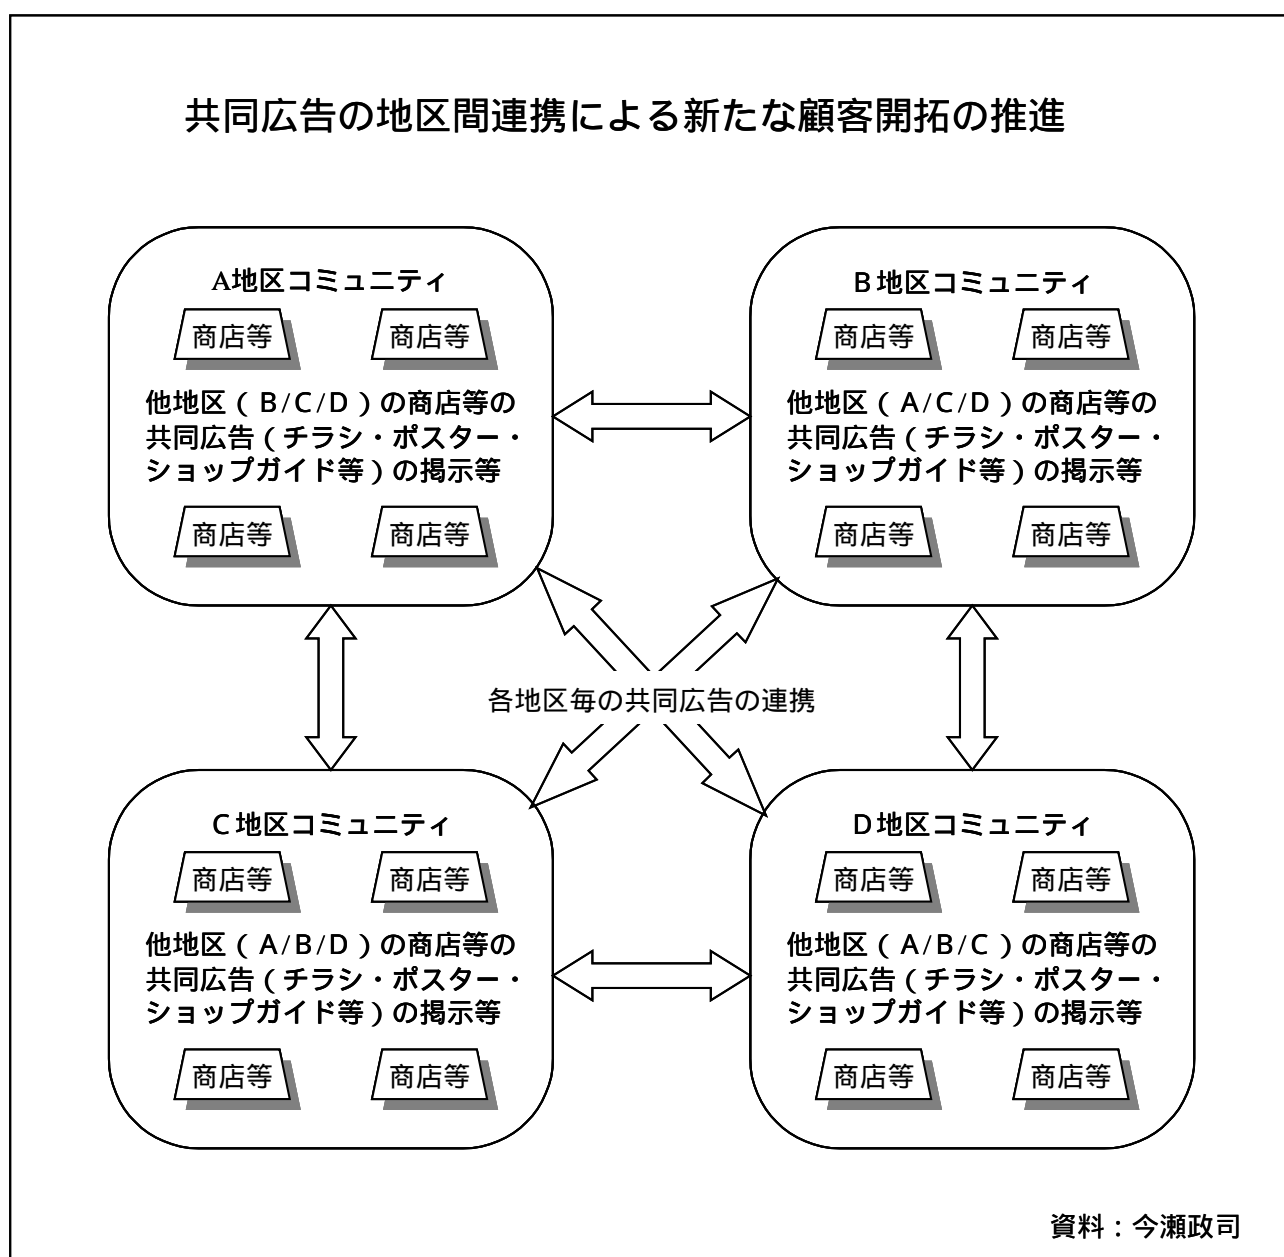 共同広告の地区間連携による新たな顧客開拓の推進
A地区コミュニティ
商店等
商店等
他地区(B/C/D)の商店等の
共同広告(チラシ・ポスター・
ショップガイド等)の掲示等
商店等
商店等
B地区コミュニティ
商店等
商店等
他地区(A/C/D)の商店等の
共同広告(チラシ・ポスター・
ショップガイド等)の掲示等
商店等
商店等
各地区毎の共同広告の連携
C地区コミュニティ
商店等
商店等
他地区(A/B/D)の商店等の
共同広告(チラシ・ポスター・
ショップガイド等)の掲示等
商店等
商店等
D地区コミュニティ
商店等
商店等
他地区(A/B/C)の商店等の
共同広告(チラシ・ポスター・
ショップガイド等)の掲示等
商店等
商店等
資料:今瀬政司